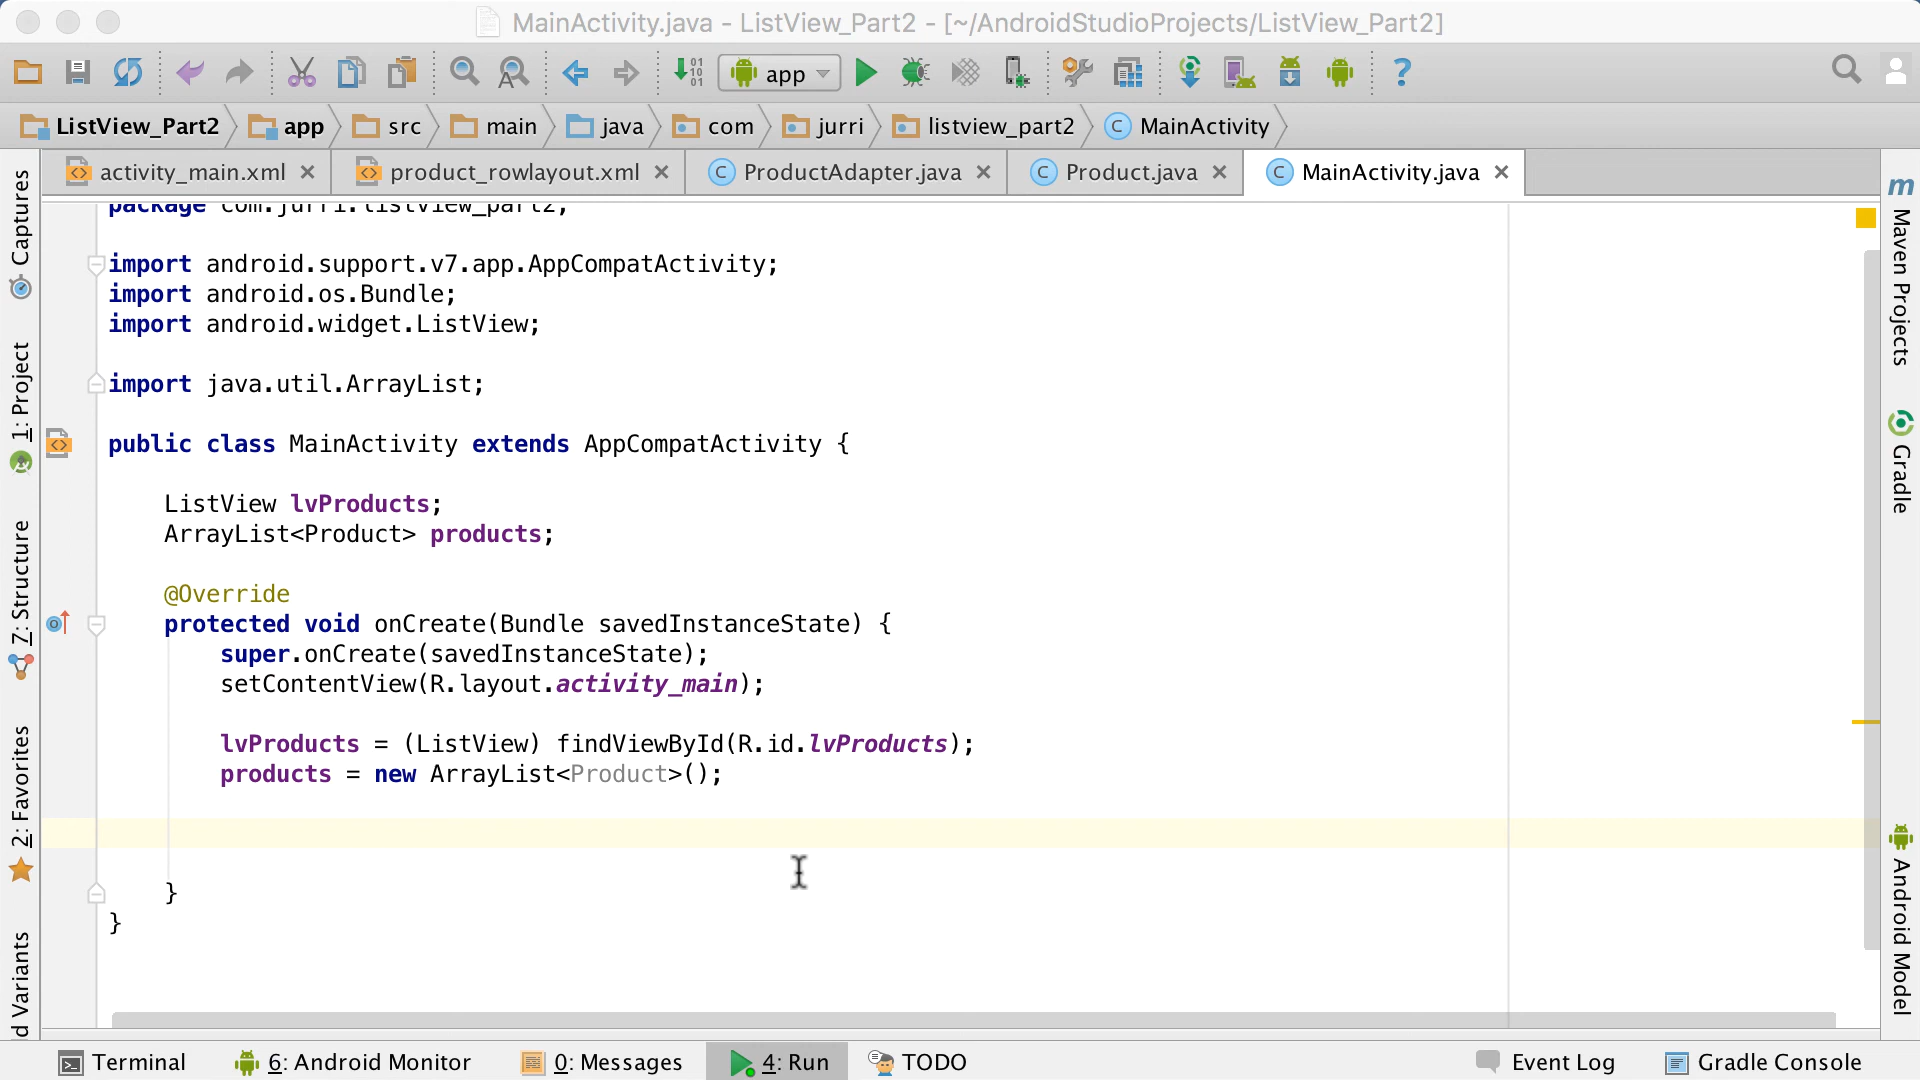 MainActivity.java - ListView_Part2 - [~/AndroidStudioProjects/ListView_Part2]
app
ListView_Part2 app src main java com jurri listview_part2 MainActivity
activity_main.xml product_rowlayout.xml ProductAdapter.java Product.java MainActivity.java
package com.jurri.listview_part2;
import android.support.v7.app.AppCompatActivity;
import android.os.Bundle;
import android.widget.ListView;
import java.util.ArrayList;
public class MainActivity extends AppCompatActivity {
ListView lvProducts;
ArrayList<Product> products;
@Override
protected void onCreate(Bundle savedInstanceState) {
super.onCreate(savedInstanceState);
setContentView(R.layout.activity_main);
lvProducts = (ListView) findViewById(R.id.lvProducts);
products = new ArrayList<Product>();
}
}
Captures
1: Project
7: Structure
2: Favorites
d Variants
m Maven Projects
Gradle
Android Model
Terminal 6: Android Monitor 0: Messages 4: Run TODO Event Log Gradle Console